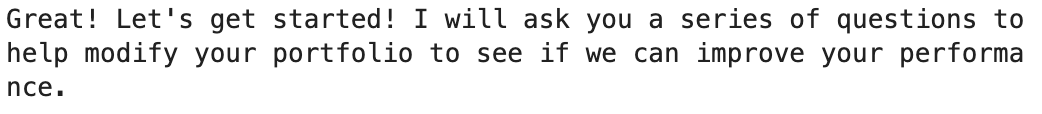 Great! Let's get started! I will ask you a series of questions to
help modify your portfolio to see if we can improve your performa
nce.